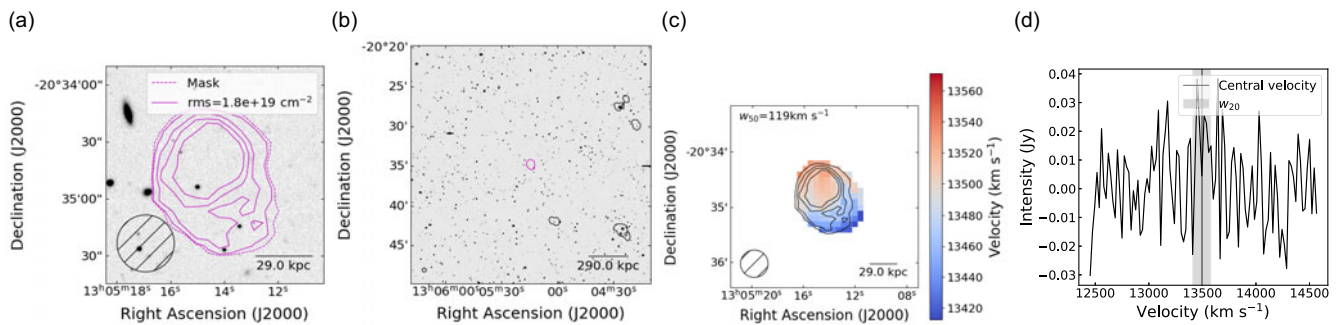 (a)
-20°34'00"
30"
35'00"
30"
Declination (J2000)
Mask
rms=1.8e+19 cm⁻²
29.0 kpc
13ʰ05ᵐ18ˢ 16ˢ 14ˢ 12ˢ
Right Ascension (J2000)
(b)
-20°20'
25'
30'
35'
40'
45'
Declination (J2000)
290.0 kpc
13ʰ06ᵐ00ˢ 05ᵐ30ˢ 00ˢ 04ᵐ30ˢ
Right Ascension (J2000)
(c)
w₅₀=119km s⁻¹
-20°34'
35'
36'
Declination (J2000)
29.0 kpc
13ʰ05ᵐ20ˢ 16ˢ 12ˢ 08ˢ
Right Ascension (J2000)
13560
13540
13520
13500
13480
13460
13440
13420
Velocity (km s⁻¹)
(d)
0.04
0.03
0.02
0.01
0.00
−0.01
−0.02
−0.03
Intensity (Jy)
Central velocity
w₂₀
12500 13000 13500 14000 14500
Velocity (km s⁻¹)